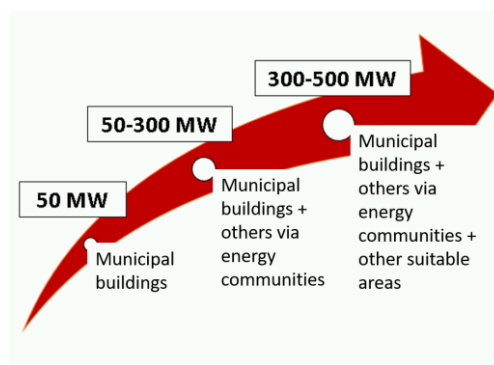 300-500 MW
50-300 MW
50 MW
Municipal
buildings
Municipal
buildings +
others via
energy
communities
Municipal
buildings +
others via
energy
communities +
other suitable
areas